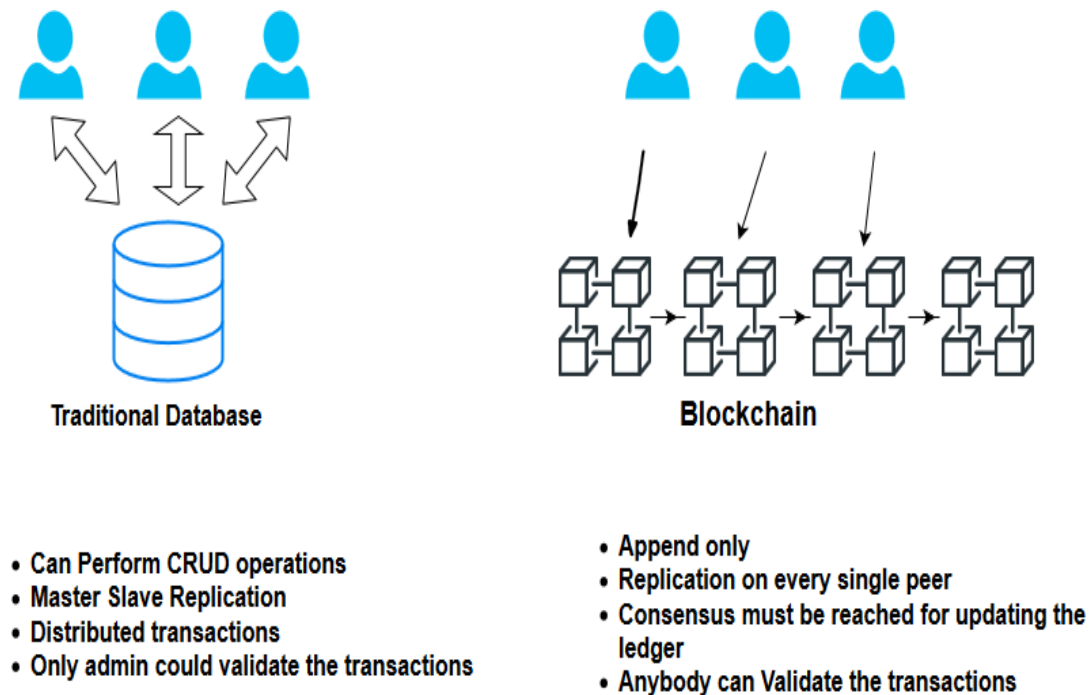 Traditional Database
Blockchain
• Can Perform CRUD operations
• Master Slave Replication
• Distributed transactions
• Only admin could validate the transactions
• Append only
• Replication on every single peer
• Consensus must be reached for updating the
ledger
• Anybody can Validate the transactions